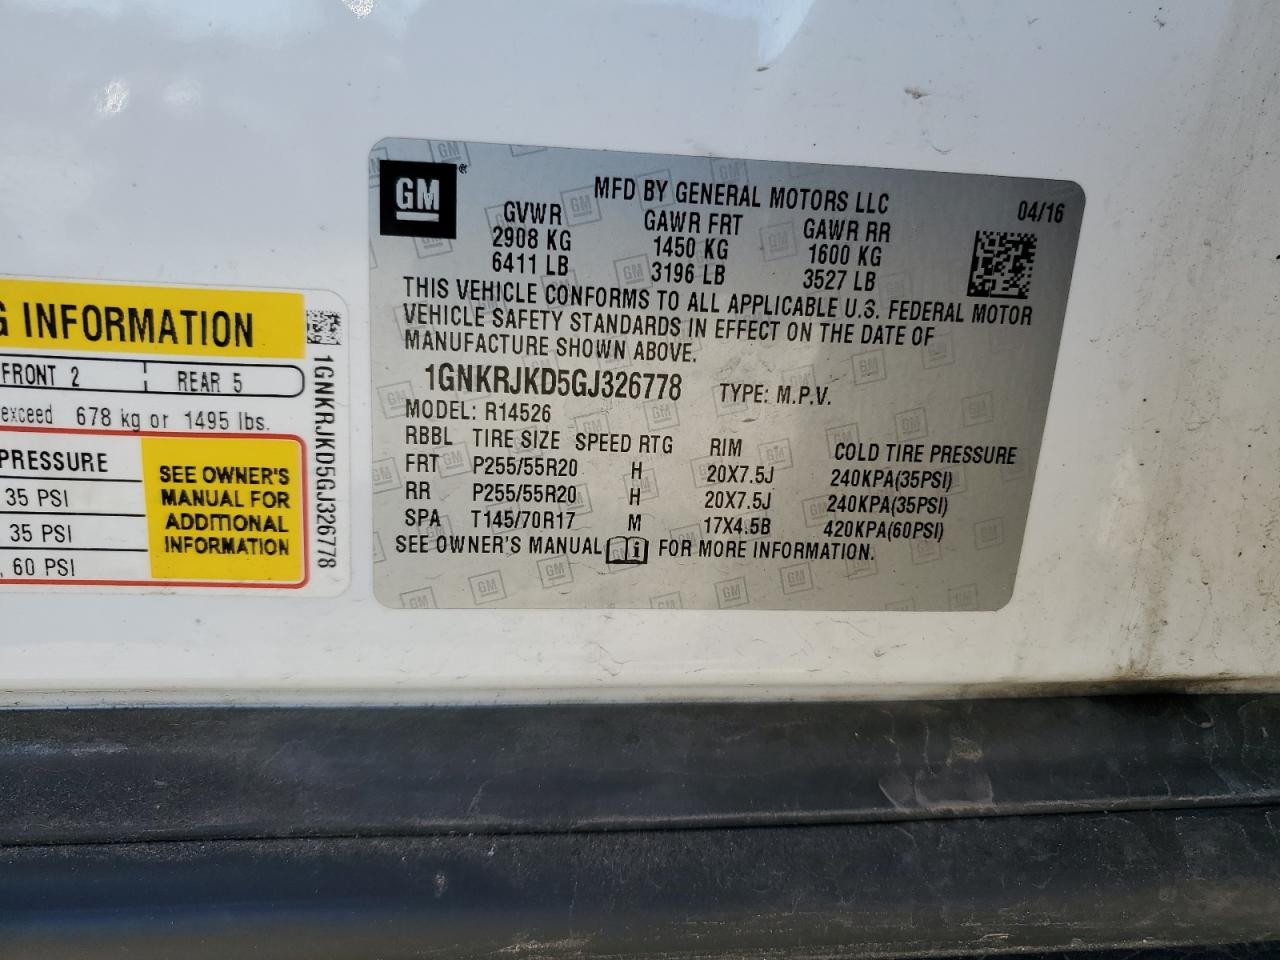 GM
MFD BY GENERAL MOTORS LLC
04/16
GVWR GAWR FRT GAWR RR
2908 KG 1450 KG 1600 KG
6411 LB 3196 LB 3527 LB
THIS VEHICLE CONFORMS TO ALL APPLICABLE U.S. FEDERAL MOTOR
VEHICLE SAFETY STANDARDS IN EFFECT ON THE DATE OF
MANUFACTURE SHOWN ABOVE.
1GNKRJKD5GJ326778 TYPE: M.P.V.
MODEL: R14526
RBBL TIRE SIZE SPEED RTG RIM COLD TIRE PRESSURE
FRT P255/55R20 H 20X7.5J 240KPA(35PSI)
RR P255/55R20 H 20X7.5J 240KPA(35PSI)
SPA T145/70R17 M 17X4.5B 420KPA(60PSI)
SEE OWNER'S MANUAL i FOR MORE INFORMATION.
G INFORMATION
FRONT 2 REAR 5
exceed 678 kg or 1495 lbs.
PRESSURE
35 PSI
35 PSI
, 60 PSI
SEE OWNER'S
MANUAL FOR
ADDITIONAL
INFORMATION
1GNKRJKD5GJ326778